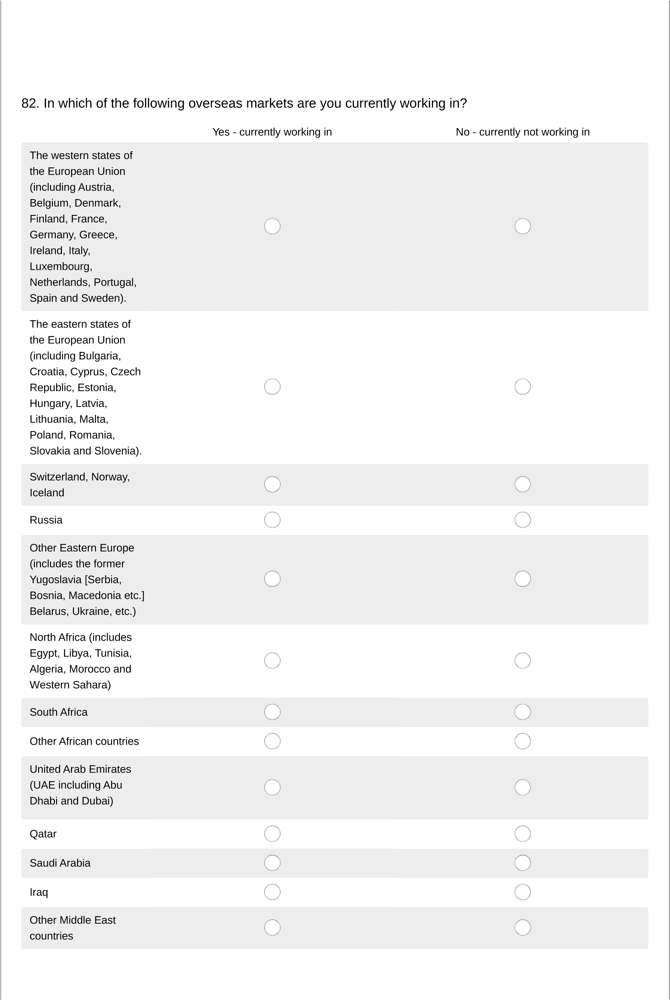 82. In which of the following overseas markets are you currently working in?
Yes - currently working in
No - currently not working in
The western states of
the European Union
(including Austria,
Belgium, Denmark,
Finland, France,
Germany, Greece,
Ireland, Italy,
Luxembourg,
Netherlands, Portugal,
Spain and Sweden).
The eastern states of
the European Union
(including Bulgaria,
Croatia, Cyprus, Czech
Republic, Estonia,
Hungary, Latvia,
Lithuania, Malta,
Poland, Romania,
Slovakia and Slovenia).
Switzerland, Norway,
Iceland
Russia
Other Eastern Europe
(includes the former
Yugoslavia [Serbia,
Bosnia, Macedonia etc.]
Belarus, Ukraine, etc.)
North Africa (includes
Egypt, Libya, Tunisia,
Algeria, Morocco and
Western Sahara)
South Africa
Other African countries
United Arab Emirates
(UAE including Abu
Dhabi and Dubai)
Qatar
Saudi Arabia
Iraq
Other Middle East
countries